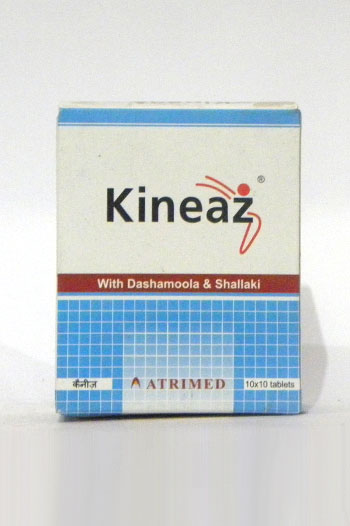 Kineaz®
With Dashamoola & Shallaki
कॅनीज़
ATRIMED
10x10 tablets